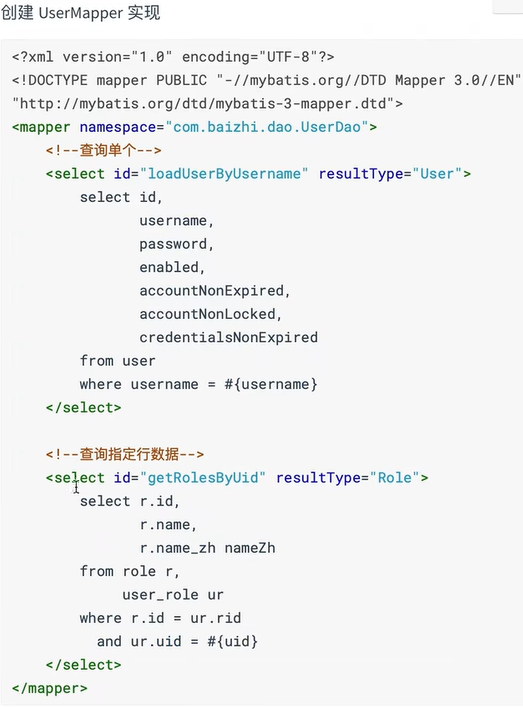 创建 UserMapper 实现
<?xml version="1.0" encoding="UTF-8"?>
<!DOCTYPE mapper PUBLIC "-//mybatis.org//DTD Mapper 3.0//EN"
"http://mybatis.org/dtd/mybatis-3-mapper.dtd">
<mapper namespace="com.baizhi.dao.UserDao">
    <!--查询单个-->
    <select id="loadUserByUsername" resultType="User">
        select id,
               username,
               password,
               enabled,
               accountNonExpired,
               accountNonLocked,
               credentialsNonExpired
        from user
        where username = #{username}
    </select>

    <!--查询指定行数据-->
    <select id="getRolesByUid" resultType="Role">
        select r.id,
               r.name,
               r.name_zh nameZh
        from role r,
             user_role ur
        where r.id = ur.rid
          and ur.uid = #{uid}
    </select>
</mapper>